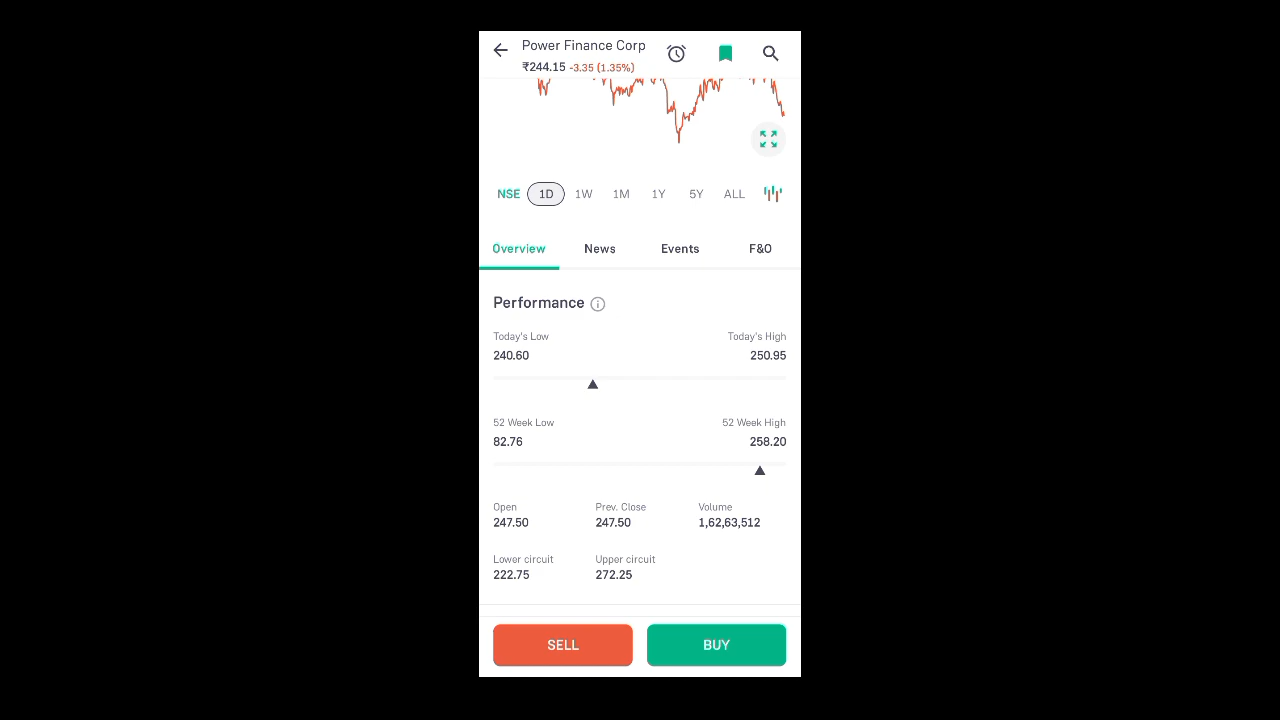 Power Finance Corp
₹244.15 -3.35 (1.35%)
NSE 1D 1W 1M 1Y 5Y ALL
Overview News Events F&O
Performance
Today's Low Today's High
240.60 250.95
52 Week Low 52 Week High
82.76 258.20
Open Prev. Close Volume
247.50 247.50 1,62,63,512
Lower circuit Upper circuit
222.75 272.25
SELL BUY